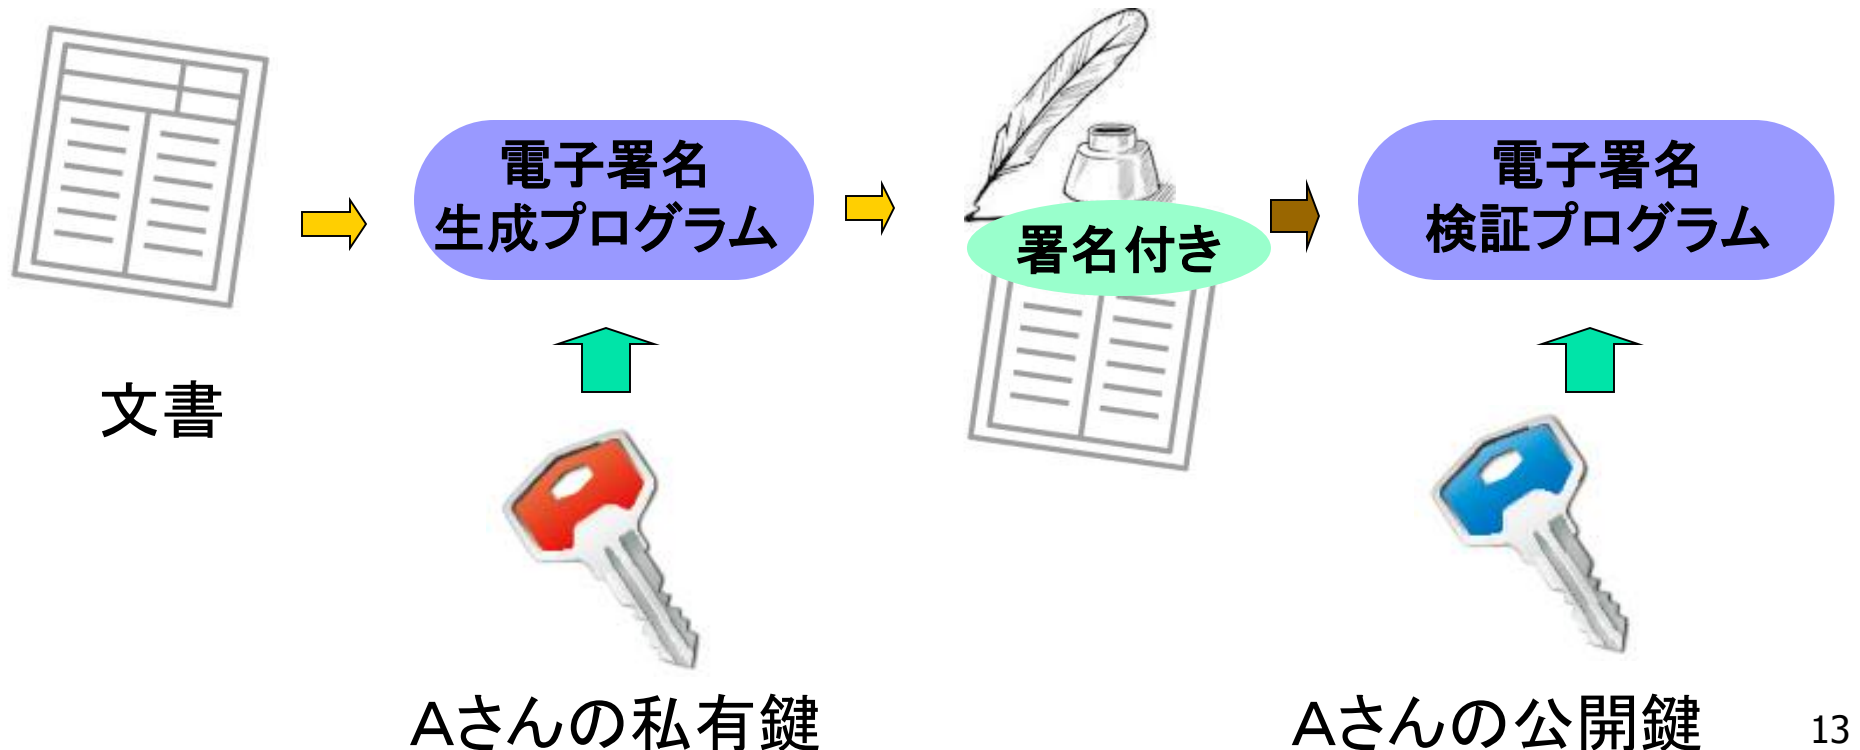 文書
電子署名
生成プログラム
Aさんの私有鍵
署名付き
電子署名
検証プログラム
Aさんの公開鍵
13